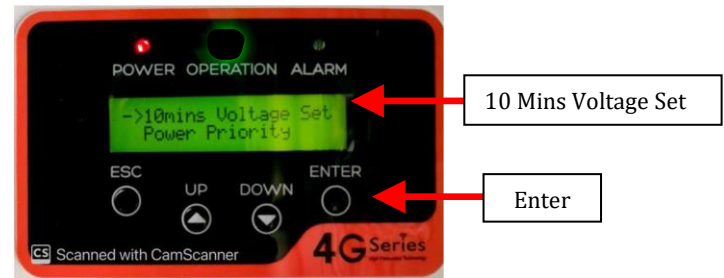 POWER OPERATION ALARM
->10mins Voltage Set
Power Priority
10 Mins Voltage Set
ESC UP DOWN ENTER
Enter
CS Scanned with CamScanner
4G Series